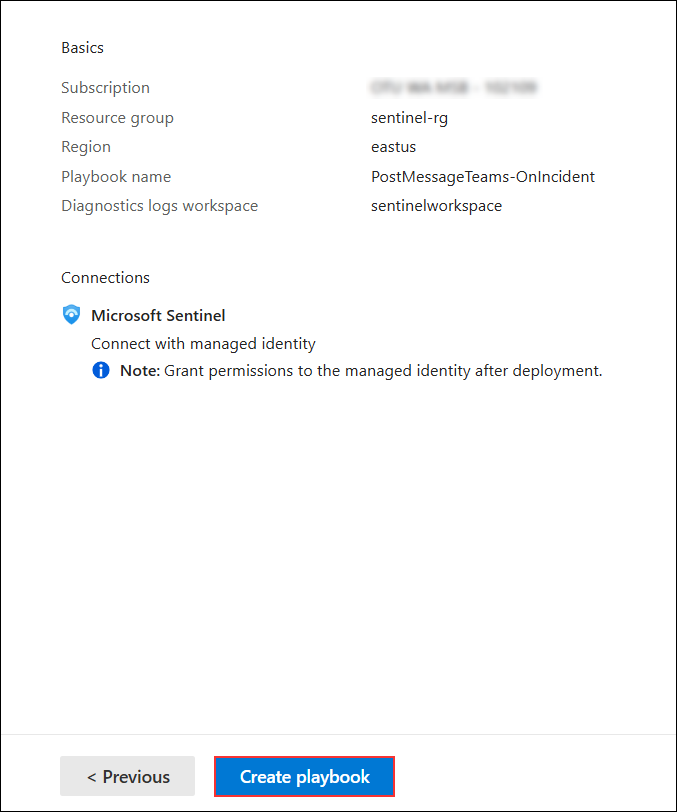 Basics
Subscription
Resource group sentinel-rg
Region eastus
Playbook name PostMessageTeams-OnIncident
Diagnostics logs workspace sentinelworkspace
Connections
Microsoft Sentinel
Connect with managed identity
Note: Grant permissions to the managed identity after deployment.
< Previous Create playbook